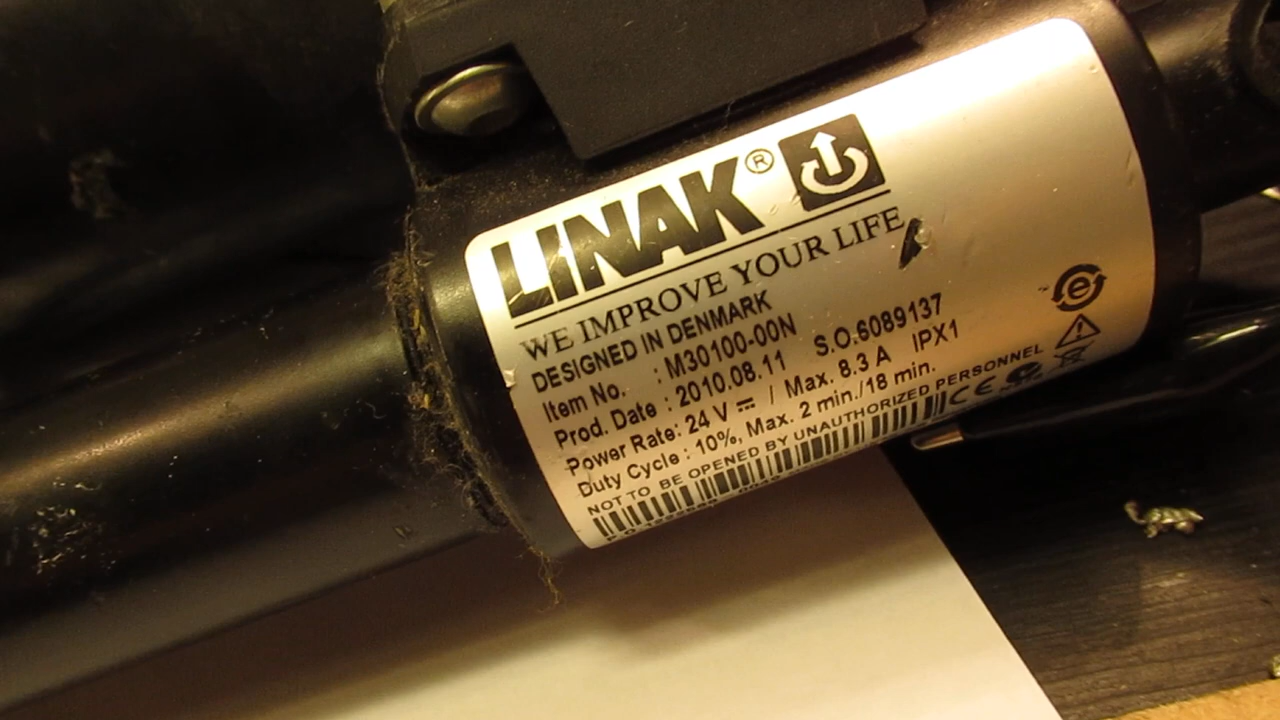 LINAK®
WE IMPROVE YOUR LIFE
DESIGNED IN DENMARK
Item No. : M30100-00N
Prod. Date : 2010.08.11 S.O.6089137
Power Rate: 24 V / Max. 8.3 A IPX1
Duty Cycle : 10%, Max. 2 min./18 min.
NOT TO BE OPENED BY UNAUTHORIZED PERSONNEL
CE